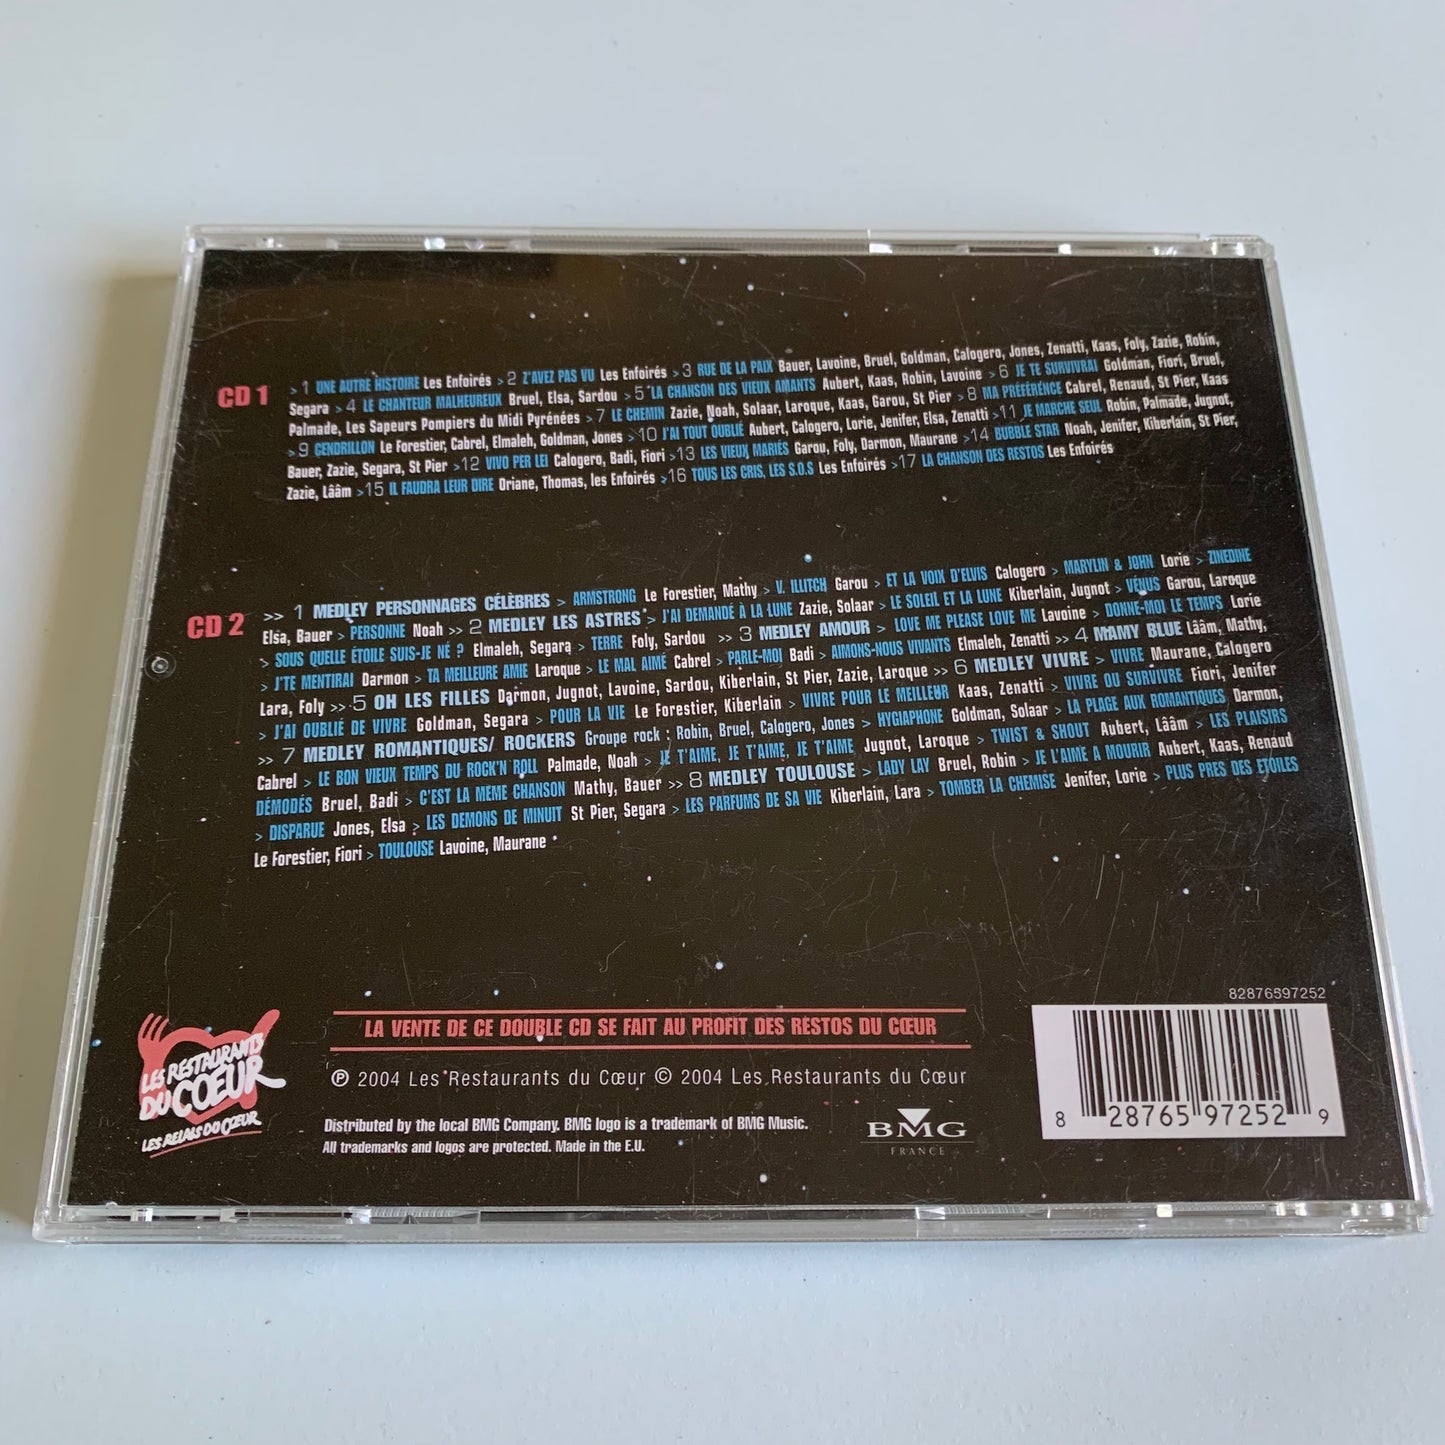 CD 1
>1 UNE AUTRE HISTOIRE Les Enfoirés >2 Z'AVEZ PAS VU Les Enfoirés >3 RUE DE LA PAIX Bauer, Lavoine, Bruel, Goldman, Calogero, Jones, Zenatti, Kaas, Foly, Zazie, Robin,
Segara >4 LE CHANTEUR MALHEUREUX Bruel, Elsa, Sardou >5 LA CHANSON DES VIEUX AMANTS Aubert, Kaas, Robin, Lavoine >6 JE TE SURVIVRAI Goldman, Fiori, Bruel,
Palmade, Les Sapeurs Pompiers du Midi Pyrénées >7 LE CHEMIN Zazie, Noah, Solaar, Laroque, Kaas, Garou, St Pier >8 MA PRÉFÉRENCE Cabrel, Renaud, St Pier, Kaas
>9 CENDRILLON Le Forestier, Cabrel, Elmaleh, Goldman, Jones >10 J'AI TOUT OUBLIÉ Aubert, Calogero, Lorie, Jenifer, Elsa, Zenatti >11 JE MARCHE SEUL Robin, Palmade, Jugnot,
Bauer, Zazie, Segara, St Pier >12 VIVO PER LEI Calogero, Badi, Fiori >13 LES VIEUX MARIÉS Garou, Foly, Darmon, Maurane >14 BUBBLE STAR Noah, Jenifer, Kiberlain, St Pier,
Zazie, Lââm >15 IL FAUDRA LEUR DIRE Oriane, Thomas, les Enfoirés >16 TOUS LES CRIS, LES S.O.S Les Enfoirés >17 LA CHANSON DES RESTOS Les Enfoirés
CD 2
>> 1 MEDLEY PERSONNAGES CÉLÈBRES > ARMSTRONG Le Forestier, Mathy > V. ILLITCH Garou > ET LA VOIX D'ELVIS Calogero > MARYLIN & JOHN Lorie > ZINEDINE
Elsa, Bauer > PERSONNE Noah >> 2 MEDLEY LES ASTRES > J'AI DEMANDÉ À LA LUNE Zazie, Solaar > LE SOLEIL ET LA LUNE Kiberlain, Jugnot > VÉNUS Garou, Laroque
> SOUS QUELLE ÉTOILE SUIS-JE NÉ ? Elmaleh, Segara > TERRE Foly, Sardou >> 3 MEDLEY AMOUR > LOVE ME PLEASE LOVE ME Lavoine > DONNE-MOI LE TEMPS Lorie
> J'TE MENTIRAI Darmon > TA MEILLEURE AMIE Laroque > LE MAL AIMÉ Cabrel > PARLE-MOI Badi > AIMONS-NOUS VIVANTS Elmaleh, Zenatti >> 4 MAMY BLUE Lââm, Mathy,
Lara, Foly >> 5 OH LES FILLES Darmon, Jugnot, Lavoine, Sardou, Kiberlain, St Pier, Zazie, Laroque >> 6 MEDLEY VIVRE > VIVRE Maurane, Calogero
> J'AI OUBLIÉ DE VIVRE Goldman, Segara > POUR LA VIE Le Forestier, Kiberlain > VIVRE POUR LE MEILLEUR Kaas, Zenatti > VIVRE OU SURVIVRE Fiori, Jenifer
>> 7 MEDLEY ROMANTIQUES/ ROCKERS Groupe rock : Robin, Bruel, Calogero, Jones > HYGIAPHONE Goldman, Solaar > LA PLAGE AUX ROMANTIQUES Darmon,
Cabrel > LE BON VIEUX TEMPS DU ROCK'N ROLL Palmade, Noah > JE T'AIME, JE T'AIME, JE T'AIME Jugnot, Laroque > TWIST & SHOUT Aubert, Lââm > LES PLAISIRS
DÉMODÉS Bruel, Badi > C'EST LA MEME CHANSON Mathy, Bauer >> 8 MEDLEY TOULOUSE > LADY LAY Bruel, Robin > JE L'AIME A MOURIR Aubert, Kaas, Renaud
> DISPARUE Jones, Elsa > LES DEMONS DE MINUIT St Pier, Segara > LES PARFUMS DE SA VIE Kiberlain, Lara > TOMBER LA CHEMISE Jenifer, Lorie > PLUS PRES DES ETOILES
Le Forestier, Fiori > TOULOUSE Lavoine, Maurane
LES RESTAURANTS
DU CŒUR
LES RELAIS DU CŒUR
LA VENTE DE CE DOUBLE CD SE FAIT AU PROFIT DES RESTOS DU CŒUR
℗ 2004 Les Restaurants du Cœur © 2004 Les Restaurants du Cœur
Distributed by the local BMG Company. BMG logo is a trademark of BMG Music.
All trademarks and logos are protected. Made in the E.U.
BMG
FRANCE
82876597252
8 28765 97252 9